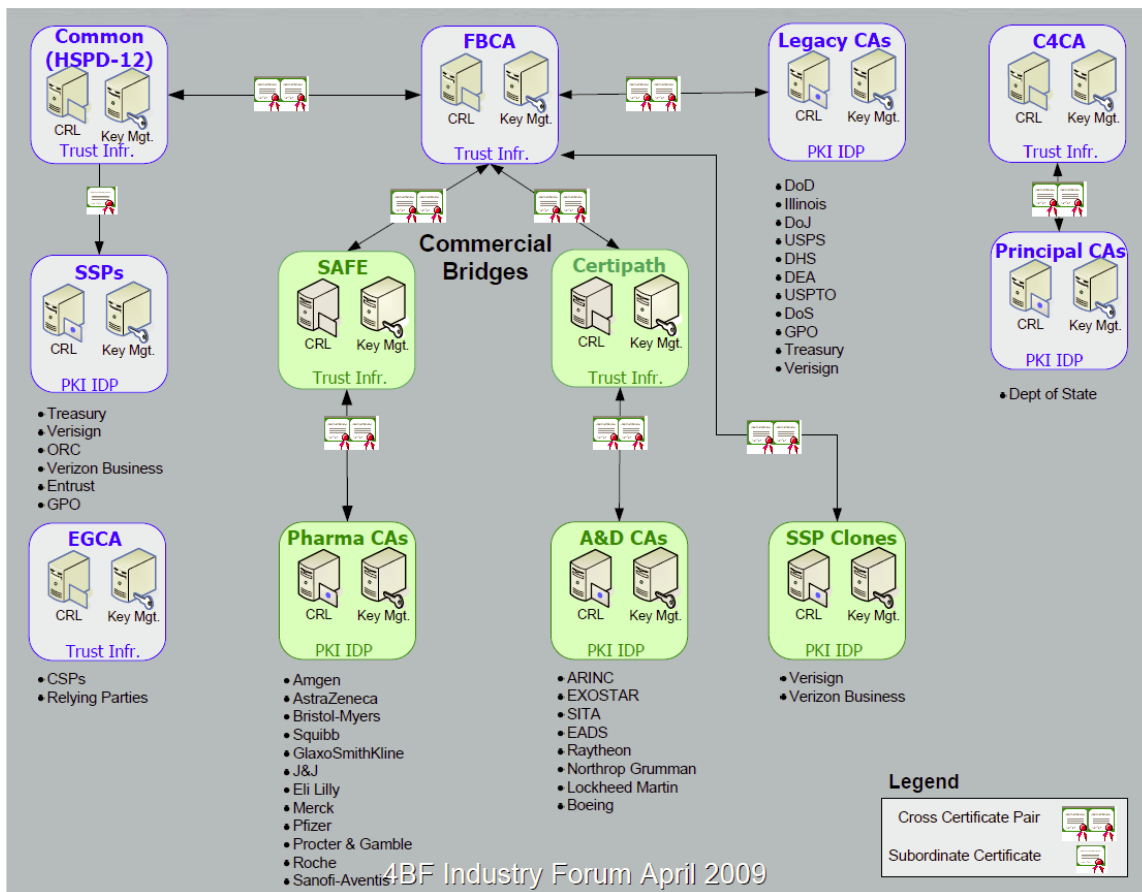 Common
(HSPD-12)
CRL
Key Mgt.
Trust Infr.
FBCA
CRL
Key Mgt.
Trust Infr.
Legacy CAs
CRL
Key Mgt.
PKI IDP
DoD
Illinois
DoJ
USPS
DHS
DEA
USPTO
DoS
GPO
Treasury
Verisign
C4CA
CRL
Key Mgt.
Trust Infr.
Principal CAs
CRL
Key Mgt.
PKI IDP
Dept of State
SSPs
CRL
Key Mgt.
PKI IDP
Treasury
Verisign
ORC
Verizon Business
Entrust
GPO
Commercial
Bridges
SAFE
CRL
Key Mgt.
Trust Infr.
Certipath
CRL
Key Mgt.
Trust Infr.
EGCA
CRL
Key Mgt.
Trust Infr.
CSPs
Relying Parties
Pharma CAs
CRL
Key Mgt.
PKI IDP
Amgen
AstraZeneca
Bristol-Myers
Squibb
GlaxoSmithKline
J&J
Eli Lilly
Merck
Pfizer
Procter & Gamble
Roche
Sanofi-Aventis
A&D CAs
CRL
Key Mgt.
PKI IDP
ARINC
EXOSTAR
SITA
EADS
Raytheon
Northrop Grumman
Lockheed Martin
Boeing
SSP Clones
CRL
Key Mgt.
PKI IDP
Verisign
Verizon Business
Legend
Cross Certificate Pair
Subordinate Certificate
4BF Industry Forum April 2009